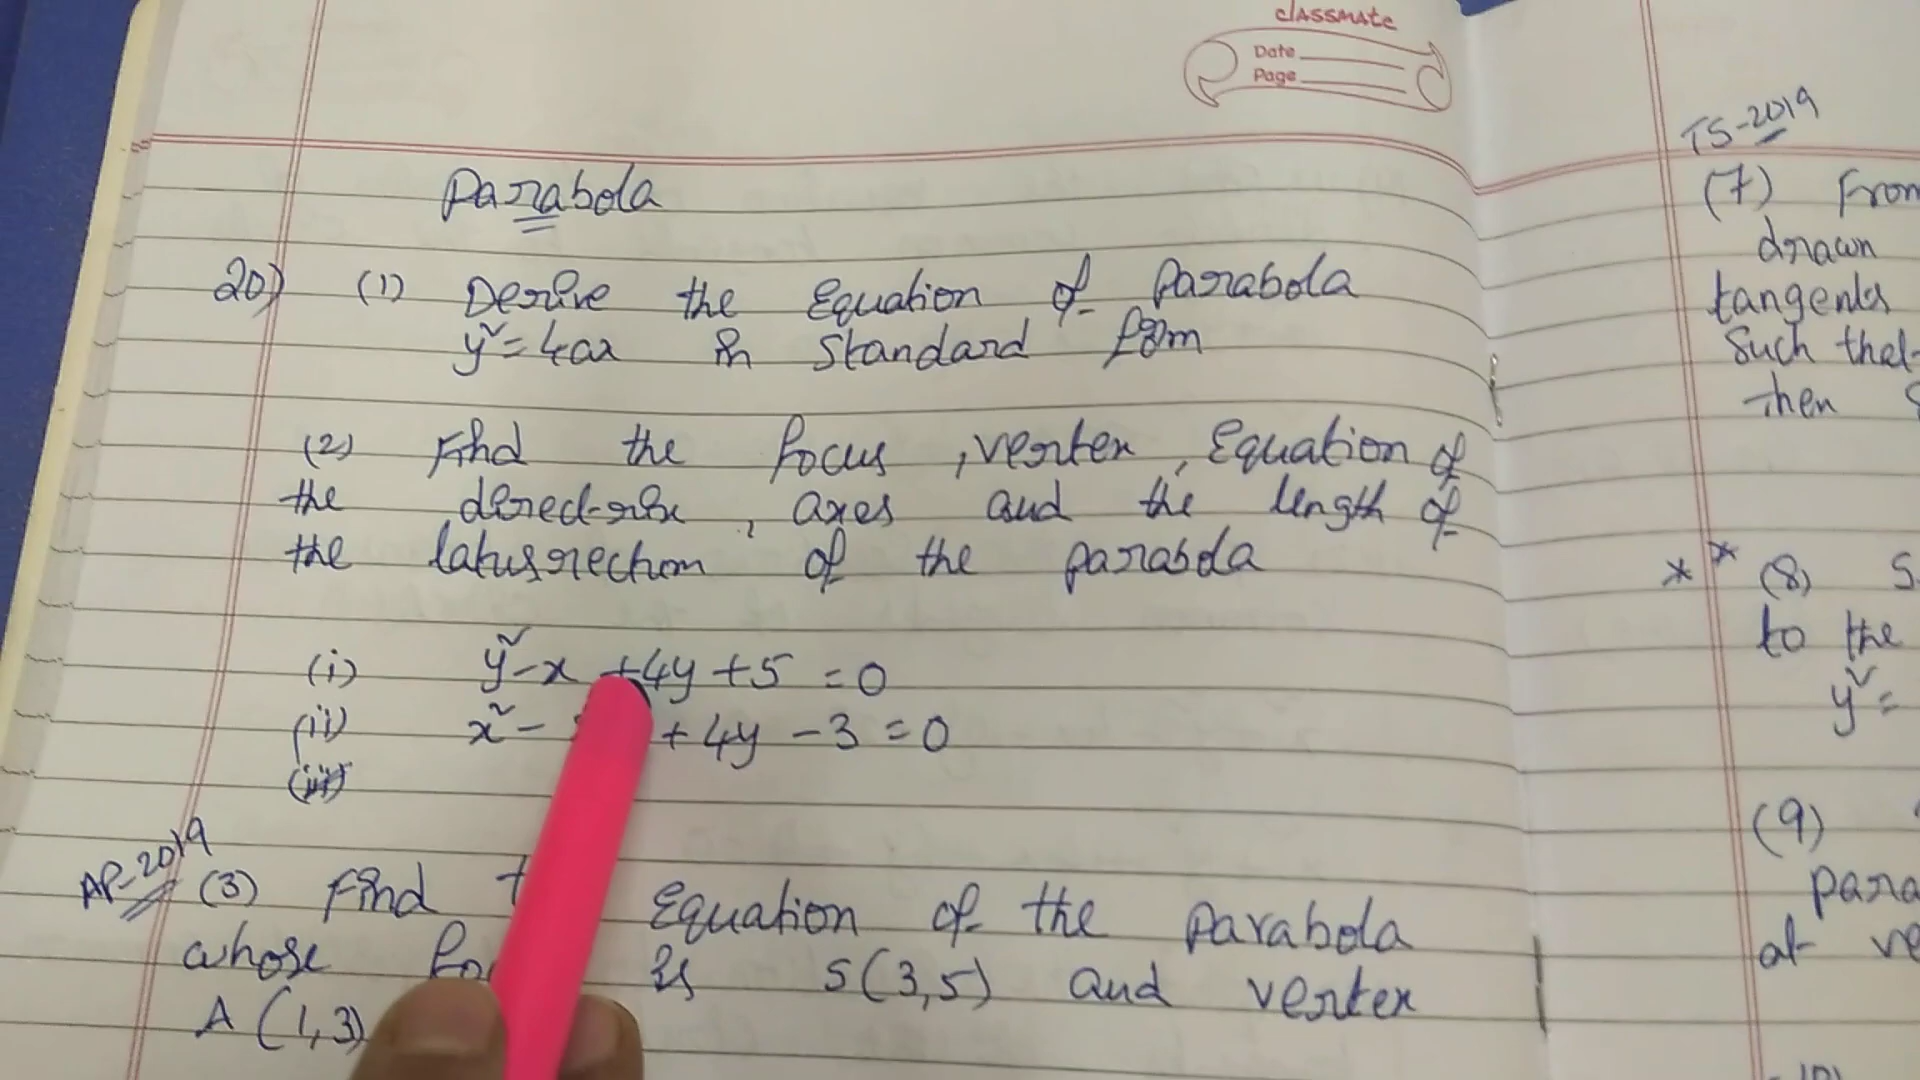 classmate
Date
Page
Parabola
20) (1) Derive the Equation of Parabola
y² = 4ax in Standard form
(2) Find the focus, vertex, Equation of
the directrix, axes and the length of
the latusrectum of the parabola
(i) y² - x + 4y + 5 = 0
(ii) x² - + 4y - 3 = 0
(iii)
AP-2019 (3) Find Equation of the Parabola
whose is S(3,5) and vertex
A (1,3)
TS-2019
(7) From
drawn
tangents
Such that
then
** (8) S
to the
y² =
(9)
para
at ve